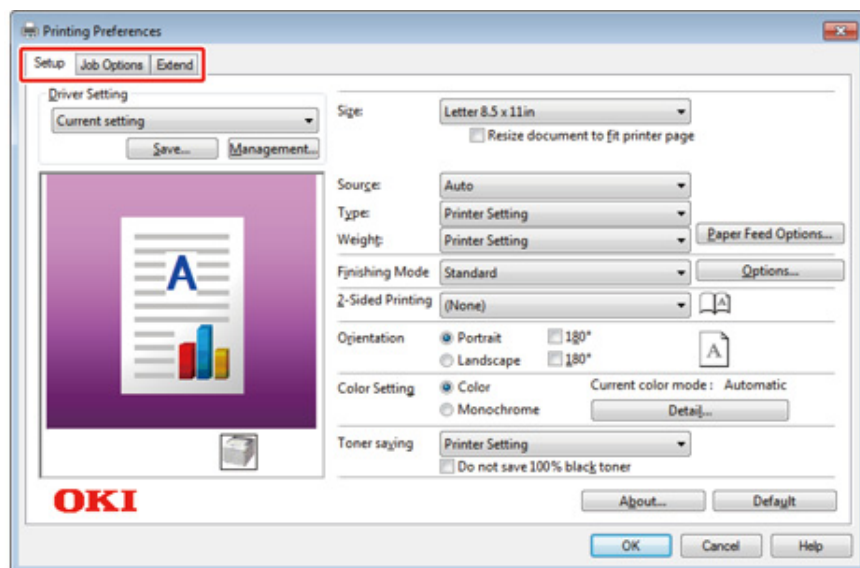 Printing Preferences
Setup Job Options Extend
Driver Setting
Current setting
Save... Management...
A
OKI
Size: Letter 8.5 x 11in
Resize document to fit printer page
Source: Auto
Type: Printer Setting
Weight: Printer Setting Paper Feed Options...
Finishing Mode Standard Options...
2-Sided Printing (None) A
Orientation Portrait 180°
Landscape 180° A
Color Setting Color Current color mode : Automatic
Monochrome Detail...
Toner saving Printer Setting
Do not save 100% black toner
About... Default
OK Cancel Help